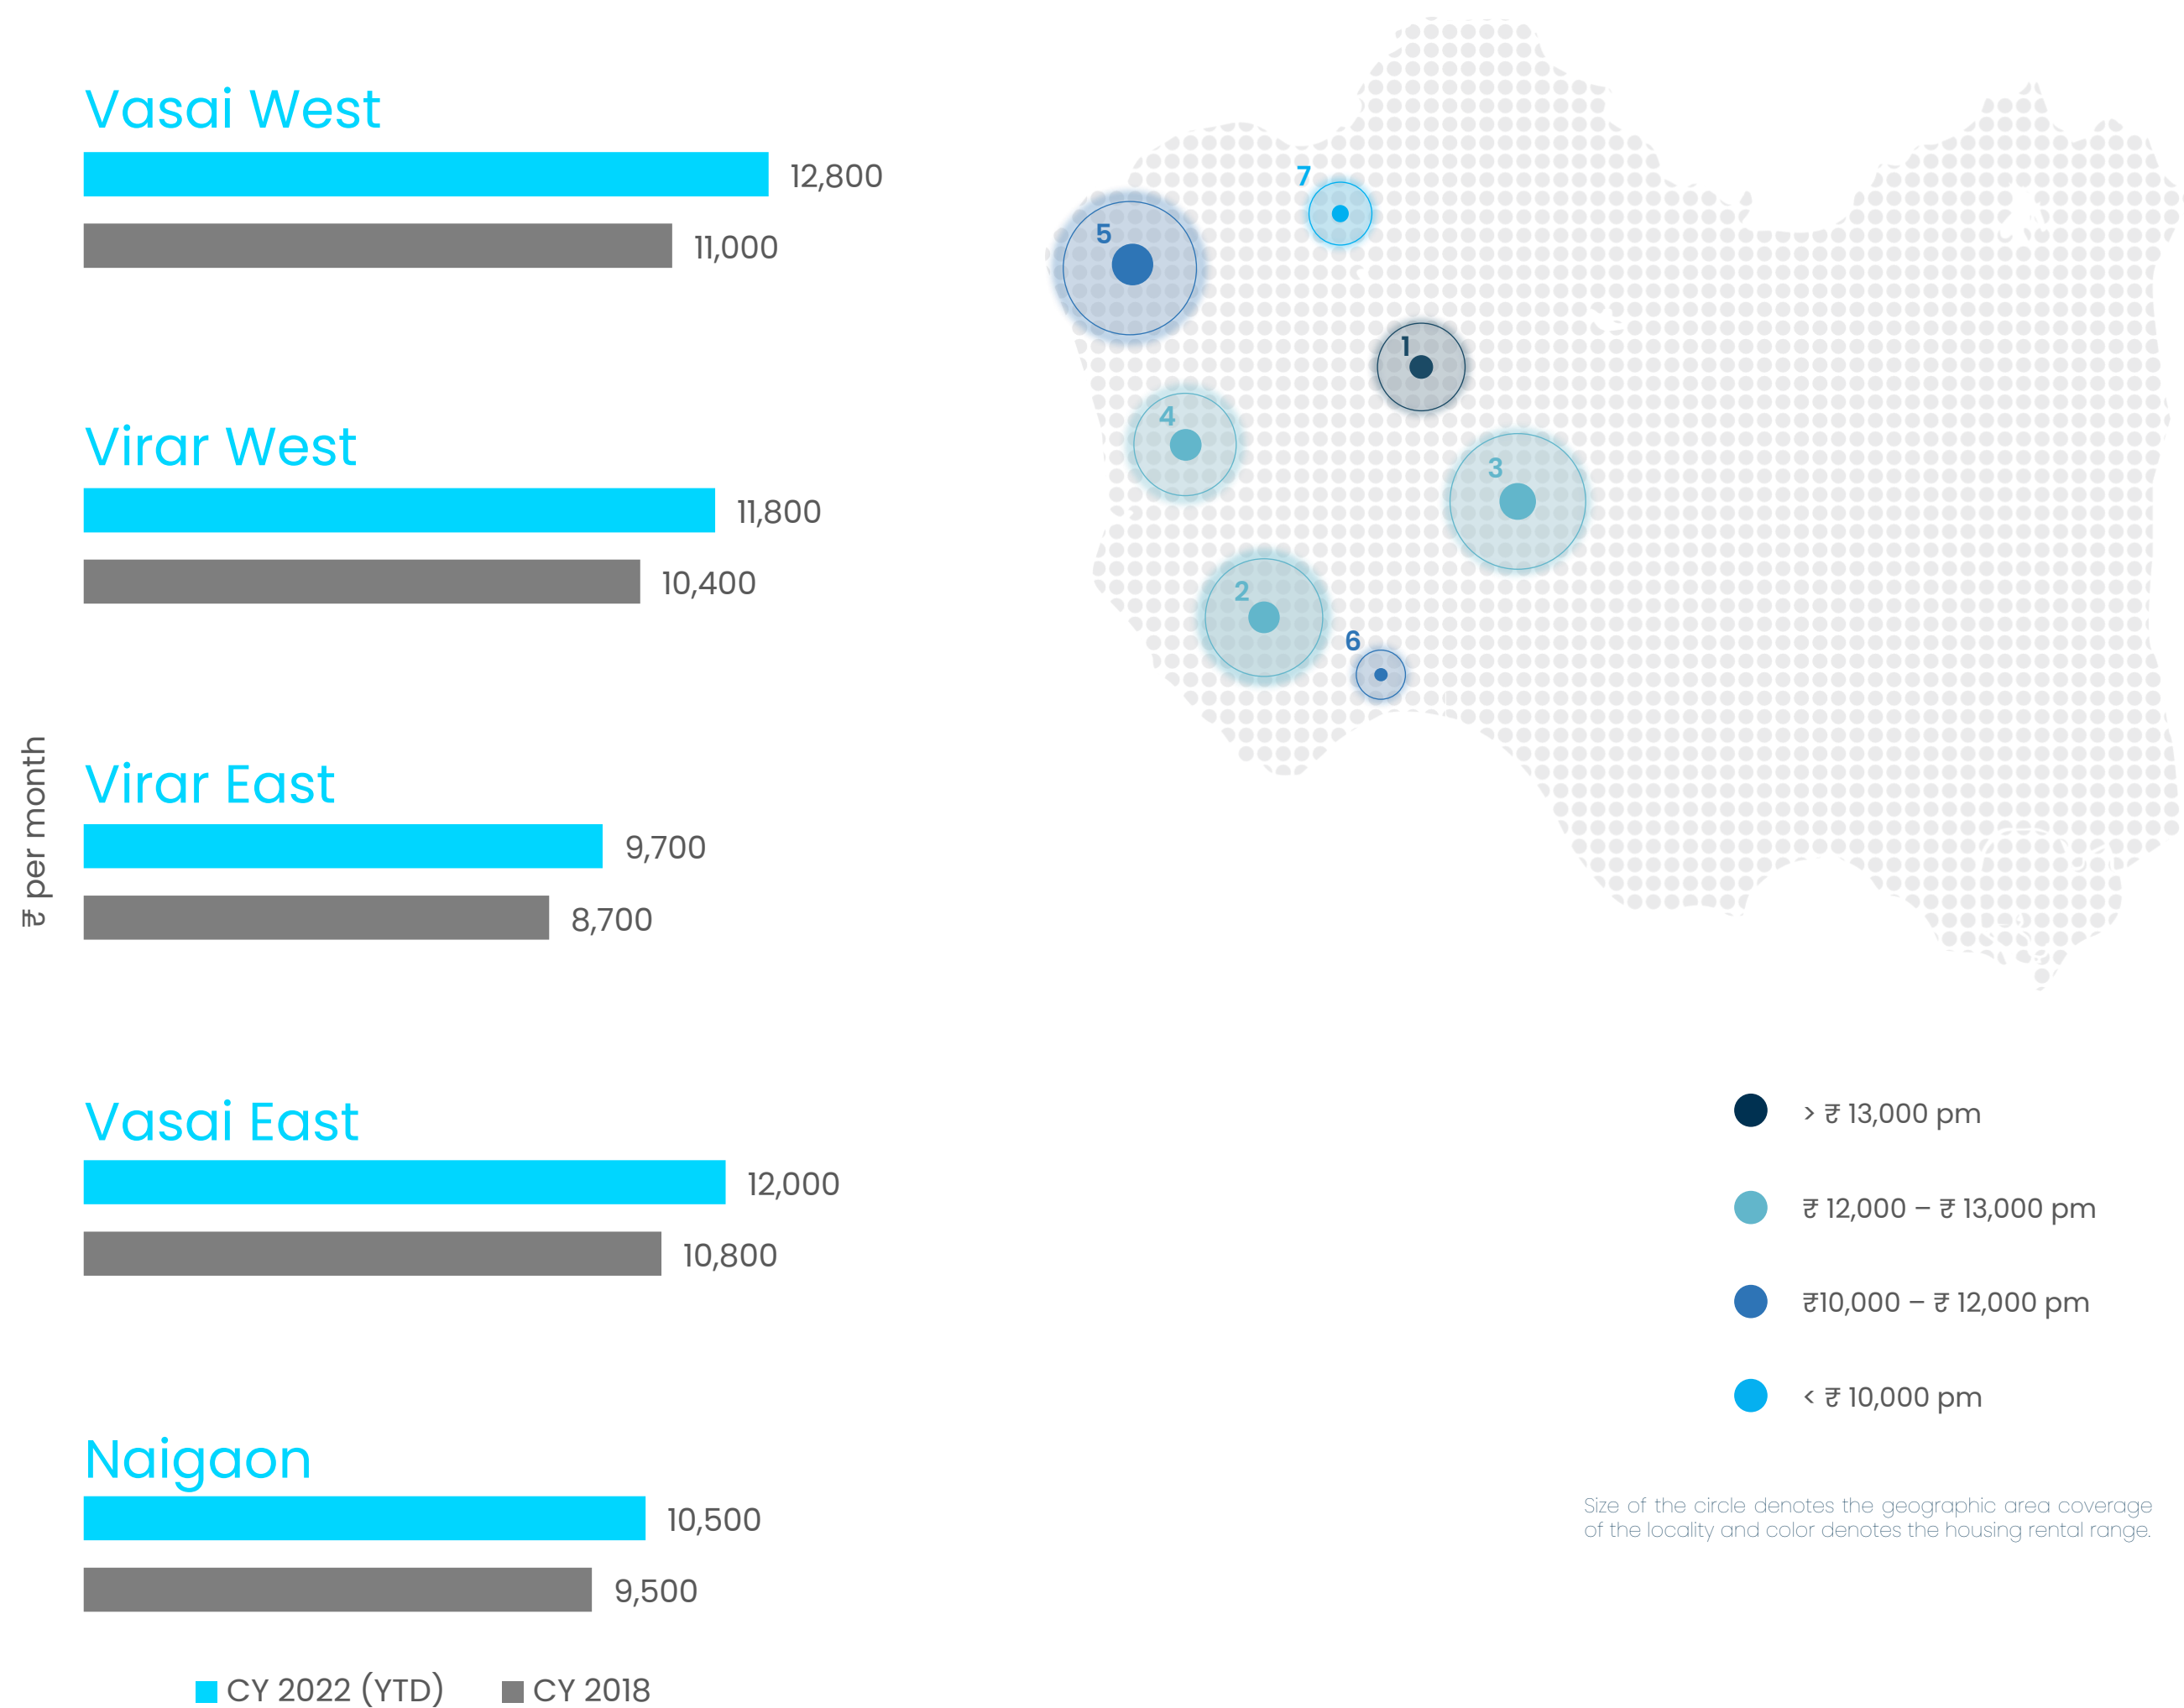 Vasai West
12,800
11,000
Virar West
11,800
10,400
₹ per month
Virar East
9,700
8,700
Vasai East
12,000
10,800
Naigaon
10,500
9,500
CY 2022 (YTD)
CY 2018
7
5
1
4
3
2
6
> ₹ 13,000 pm
₹ 12,000 – ₹ 13,000 pm
₹10,000 – ₹ 12,000 pm
< ₹ 10,000 pm
Size of the circle denotes the geographic area coverage
of the locality and color denotes the housing rental range.